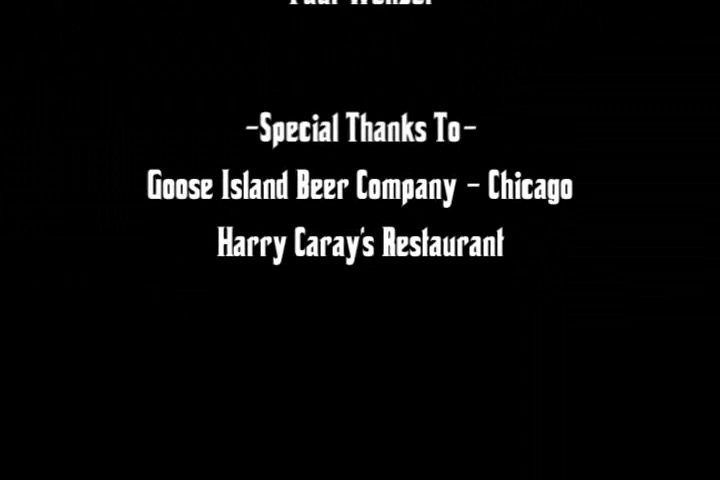 -Special Thanks To-
Goose Island Beer Company - Chicago
Harry Caray's Restaurant